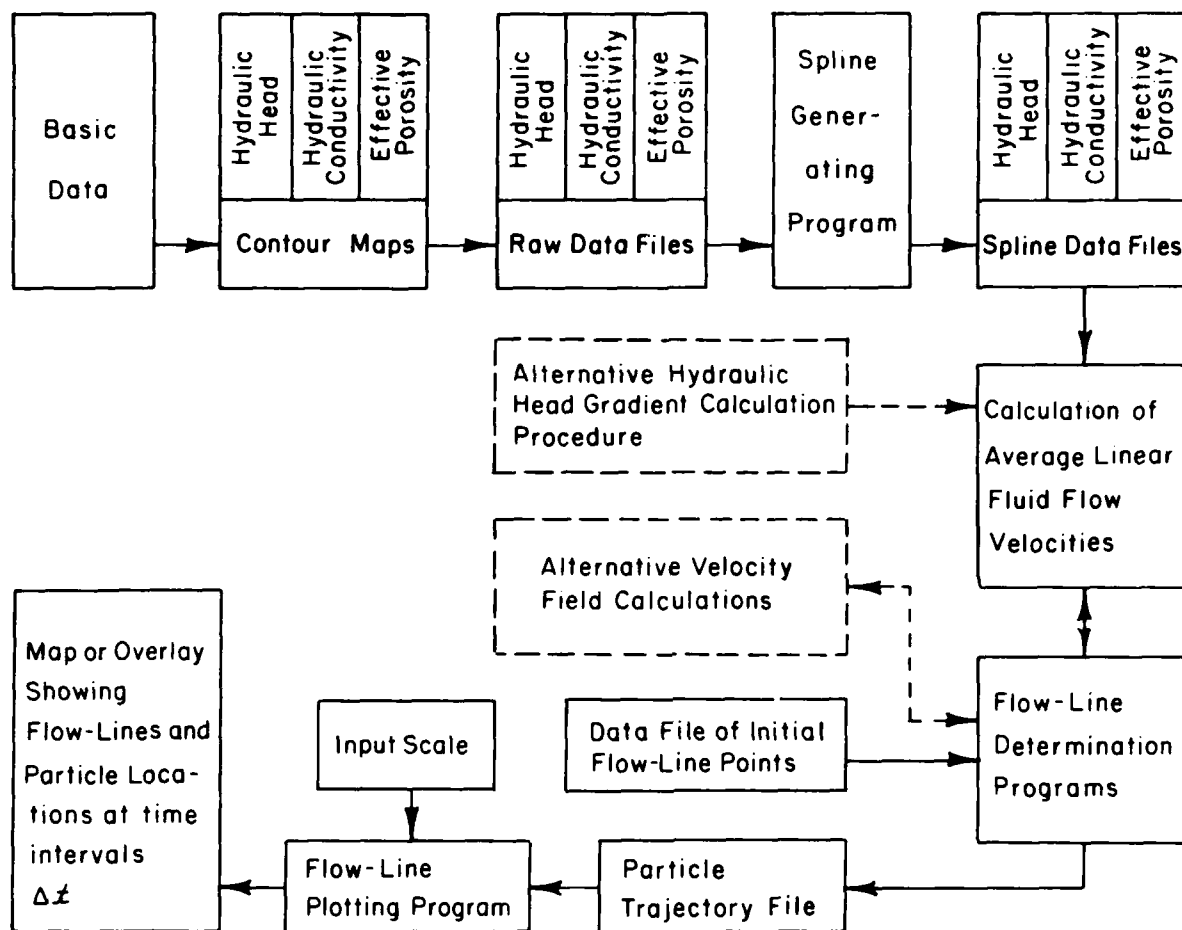 Basic
Data
Hydraulic
Head
Hydraulic
Conductivity
Effective
Porosity
Contour Maps
Hydraulic
Head
Hydraulic
Conductivity
Effective
Porosity
Raw Data Files
Spline
Gener-
ating
Program
Hydraulic
Head
Hydraulic
Conductivity
Effective
Porosity
Spline Data Files
Alternative Hydraulic
Head Gradient Calculation
Procedure
Calculation of
Average Linear
Fluid Flow
Velocities
Alternative Velocity
Field Calculations
Flow-Line
Determination
Programs
Data File of Initial
Flow-Line Points
Input Scale
Particle
Trajectory File
Flow-Line
Plotting Program
Map or Overlay
Showing
Flow-Lines and
Particle Loca-
tions at time
intervals
Δt